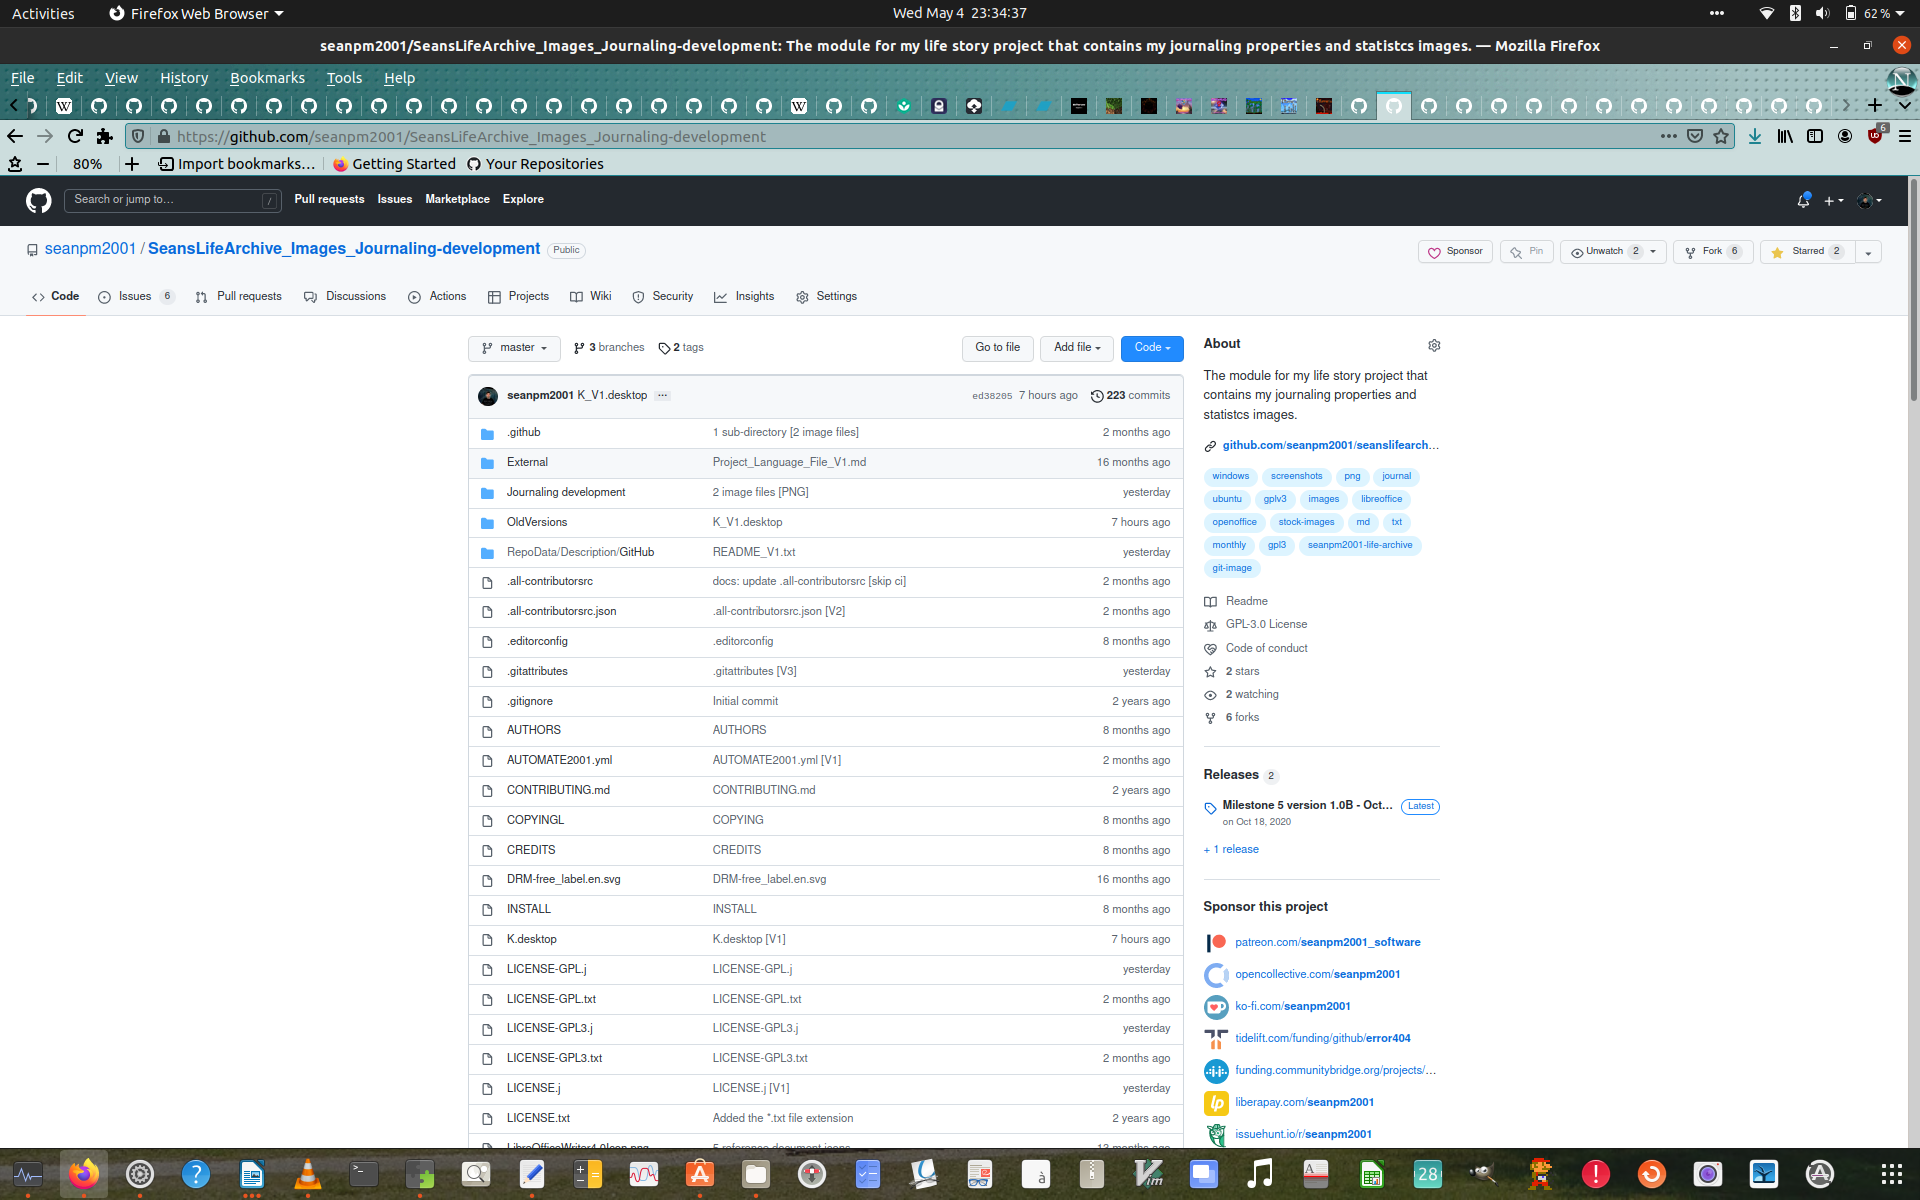 Activities Firefox Web Browser Wed May 4 23:34:37 62 %
seanpm2001/SeansLifeArchive_Images_Journaling-development: The module for my life story project that contains my journaling properties and statistcs images. — Mozilla Firefox
File Edit View History Bookmarks Tools Help
https://github.com/seanpm2001/SeansLifeArchive_Images_Journaling-development 6
80% Import bookmarks... Getting Started Your Repositories
Search or jump to... / Pull requests Issues Marketplace Explore
seanpm2001 / SeansLifeArchive_Images_Journaling-development Public Sponsor Pin Unwatch 2 Fork 6 Starred 2
Code Issues 6 Pull requests Discussions Actions Projects Wiki Security Insights Settings
master 3 branches 2 tags Go to file Add file Code
seanpm2001 K_V1.desktop ... ed38205 7 hours ago 223 commits
.github 1 sub-directory [2 image files] 2 months ago
External Project_Language_File_V1.md 16 months ago
Journaling development 2 image files [PNG] yesterday
OldVersions K_V1.desktop 7 hours ago
RepoData/Description/GitHub README_V1.txt yesterday
.all-contributorsrc docs: update .all-contributorsrc [skip ci] 2 months ago
.all-contributorsrc.json .all-contributorsrc.json [V2] 2 months ago
.editorconfig .editorconfig 8 months ago
.gitattributes .gitattributes [V3] yesterday
.gitignore Initial commit 2 years ago
AUTHORS AUTHORS 8 months ago
AUTOMATE2001.yml AUTOMATE2001.yml [V1] 2 months ago
CONTRIBUTING.md CONTRIBUTING.md 2 years ago
COPYINGL COPYING 8 months ago
CREDITS CREDITS 8 months ago
DRM-free_label.en.svg DRM-free_label.en.svg 16 months ago
INSTALL INSTALL 8 months ago
K.desktop K.desktop [V1] 7 hours ago
LICENSE-GPL.j LICENSE-GPL.j yesterday
LICENSE-GPL.txt LICENSE-GPL.txt 2 months ago
LICENSE-GPL3.j LICENSE-GPL3.j yesterday
LICENSE-GPL3.txt LICENSE-GPL3.txt 2 months ago
LICENSE.j LICENSE.j [V1] yesterday
LICENSE.txt Added the *.txt file extension 2 years ago
About
The module for my life story project that
contains my journaling properties and
statistcs images.
github.com/seanpm2001/seanslifearch...
windows screenshots png journal
ubuntu gplv3 images libreoffice
openoffice stock-images md txt
monthly gpl3 seanpm2001-life-archive
git-image
Readme
GPL-3.0 License
Code of conduct
2 stars
2 watching
6 forks
Releases 2
Milestone 5 version 1.0B - Oct... Latest
on Oct 18, 2020
+ 1 release
Sponsor this project
patreon.com/seanpm2001_software
opencollective.com/seanpm2001
ko-fi.com/seanpm2001
tidelift.com/funding/github/error404
funding.communitybridge.org/projects/...
liberapay.com/seanpm2001
issuehunt.io/r/seanpm2001
28